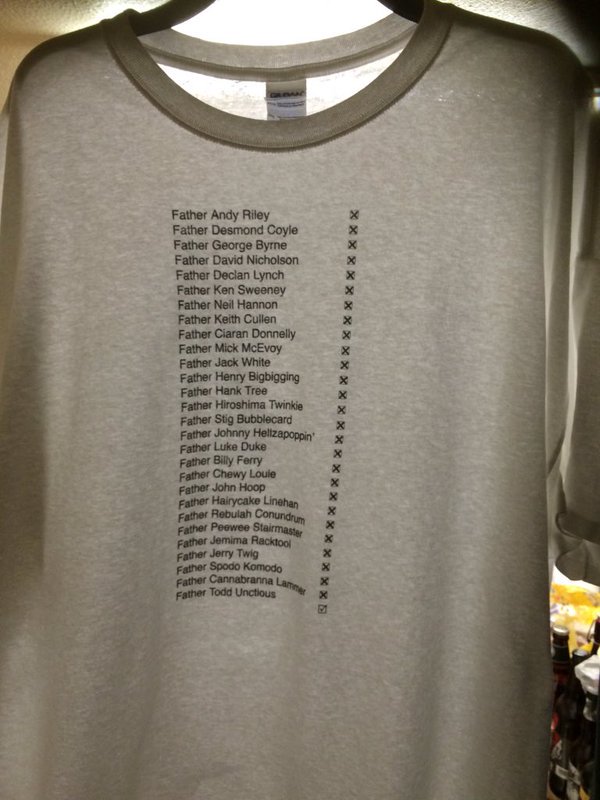 GILDAN
Father Andy Riley ☒
Father Desmond Coyle ☒
Father George Byrne ☒
Father David Nicholson ☒
Father Declan Lynch ☒
Father Ken Sweeney ☒
Father Neil Hannon ☒
Father Keith Cullen ☒
Father Ciaran Donnelly ☒
Father Mick McEvoy ☒
Father Jack White ☒
Father Henry Bigbigging ☒
Father Hank Tree ☒
Father Hiroshima Twinkie ☒
Father Stig Bubblecard ☒
Father Johnny Hellzapoppin' ☒
Father Luke Duke ☒
Father Billy Ferry ☒
Father Chewy Louie ☒
Father John Hoop ☒
Father Hairycake Linehan ☒
Father Rebulah Conundrum ☒
Father Peewee Stairmaster ☒
Father Jemima Racktool ☒
Father Jerry Twig ☒
Father Spodo Komodo ☒
Father Cannabranna Lammer ☒
Father Todd Unctious ☑